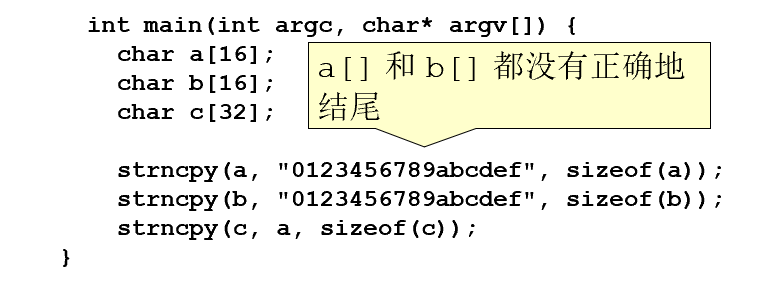 int main(int argc, char* argv[]) {
char a[16];
char b[16];
char c[32];
a[] 和 b[] 都没有正确地
结尾
strncpy(a, "0123456789abcdef", sizeof(a));
strncpy(b, "0123456789abcdef", sizeof(b));
strncpy(c, a, sizeof(c));
}